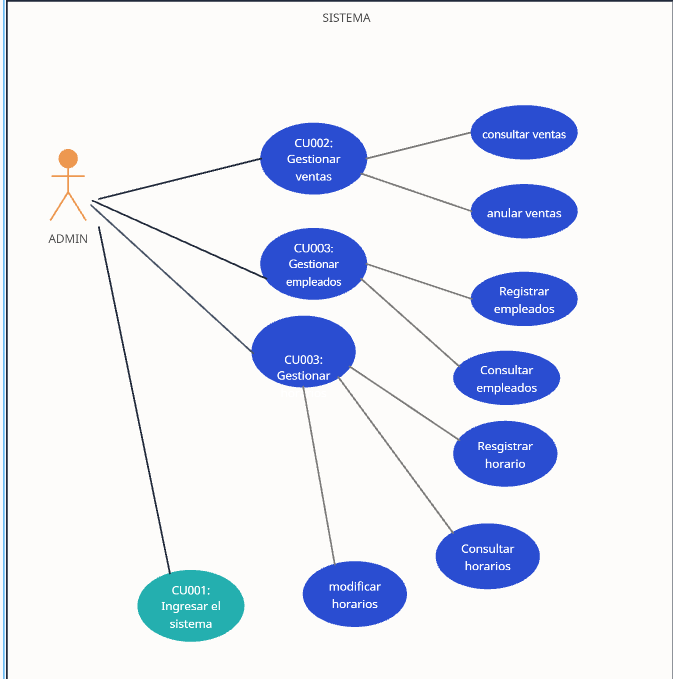 SISTEMA
consultar ventas
CU002:
Gestionar
ventas
anular ventas
ADMIN
CU003:
Gestionar
empleados
Registrar
empleados
CU003:
Gestionar
Consultar
empleados
Resgistrar
horario
Consultar
horarios
modificar
horarios
CU001:
Ingresar el
sistema